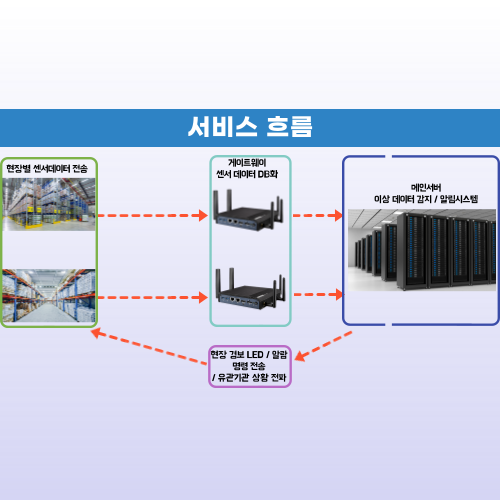 서비스 흐름
현장별 센서데이터 전송
게이트웨이
센서 데이터 DB화
메인서버
이상 데이터 감지 / 알림시스템
현장 경보 LED / 알람
명령 전송
/ 유관기관 상황 전파